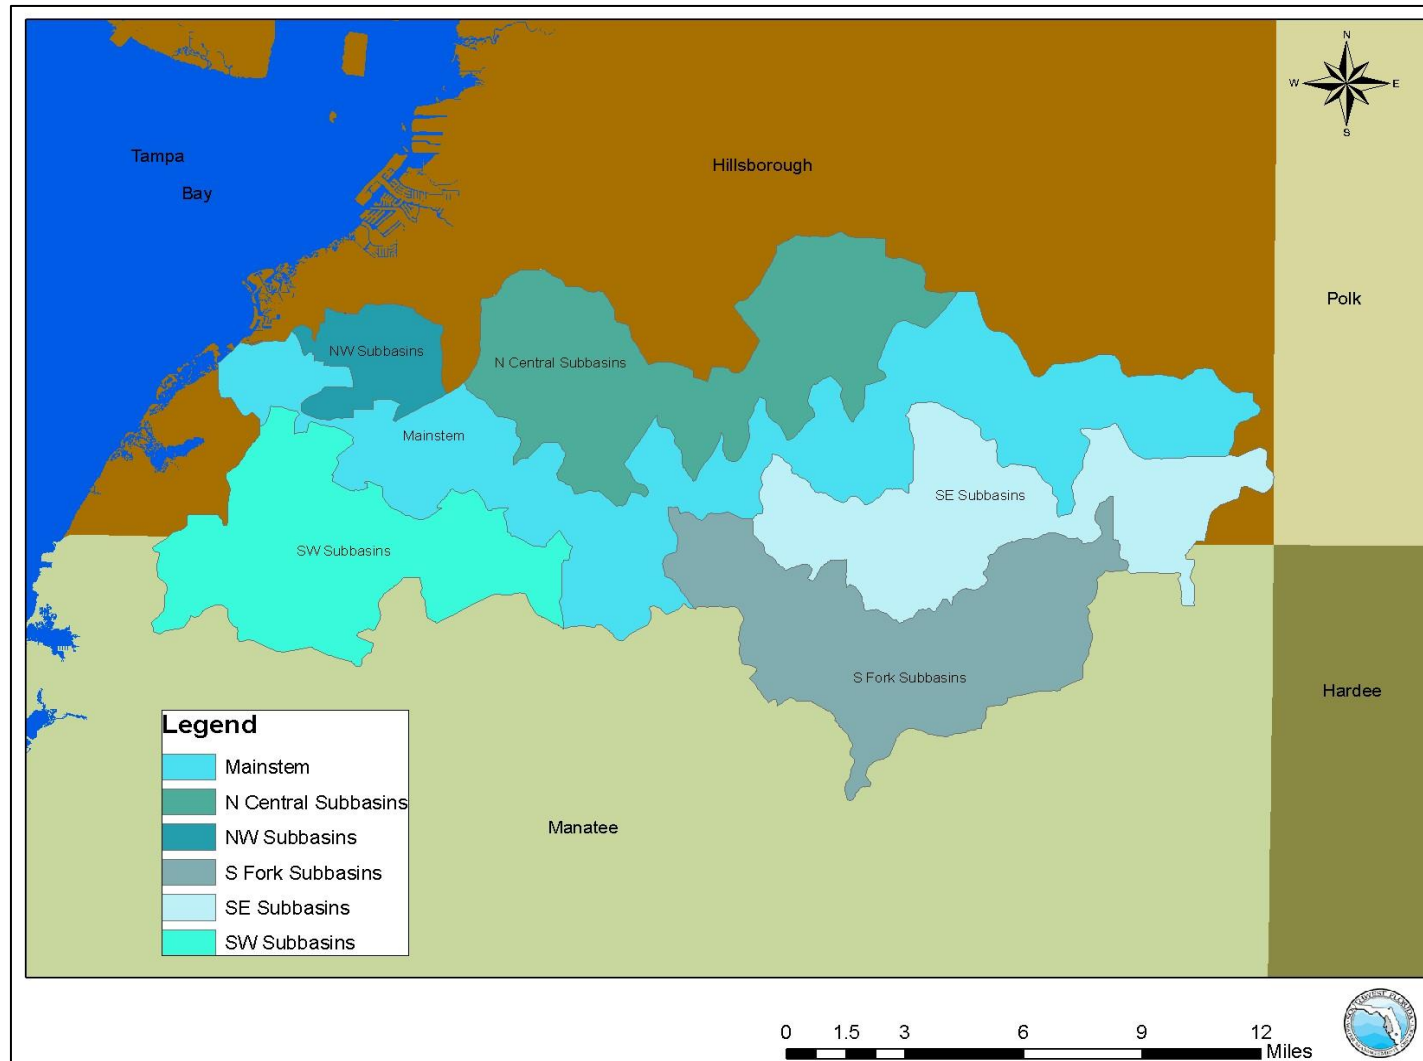 N
W
E
S
Tampa
Bay
Hillsborough
Polk
NW Subbasins
N Central Subbasins
Mainstem
SE Subbasins
SW Subbasins
S Fork Subbasins
Hardee
Manatee
Legend
Mainstem
N Central Subbasins
NW Subbasins
S Fork Subbasins
SE Subbasins
SW Subbasins
0 1.5 3 6 9 12
Miles